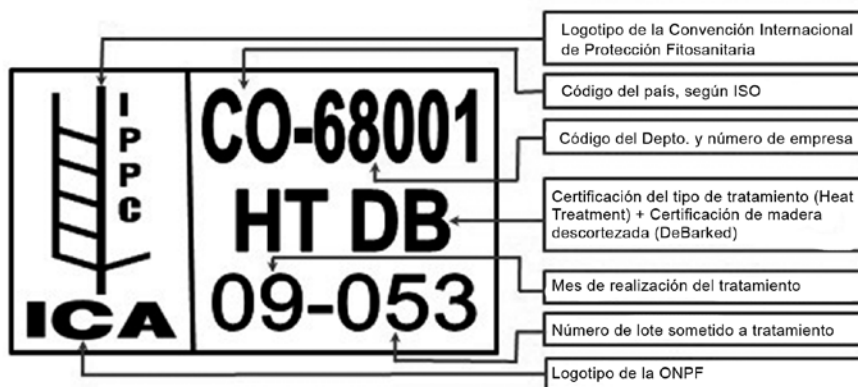 IPPC
ICA
CO-68001
HT DB
09-053
Logotipo de la Convención Internacional
de Protección Fitosanitaria
Código del país, según ISO
Código del Depto. y número de empresa
Certificación del tipo de tratamiento (Heat
Treatment) + Certificación de madera
descortezada (DeBarked)
Mes de realización del tratamiento
Número de lote sometido a tratamiento
Logotipo de la ONPF